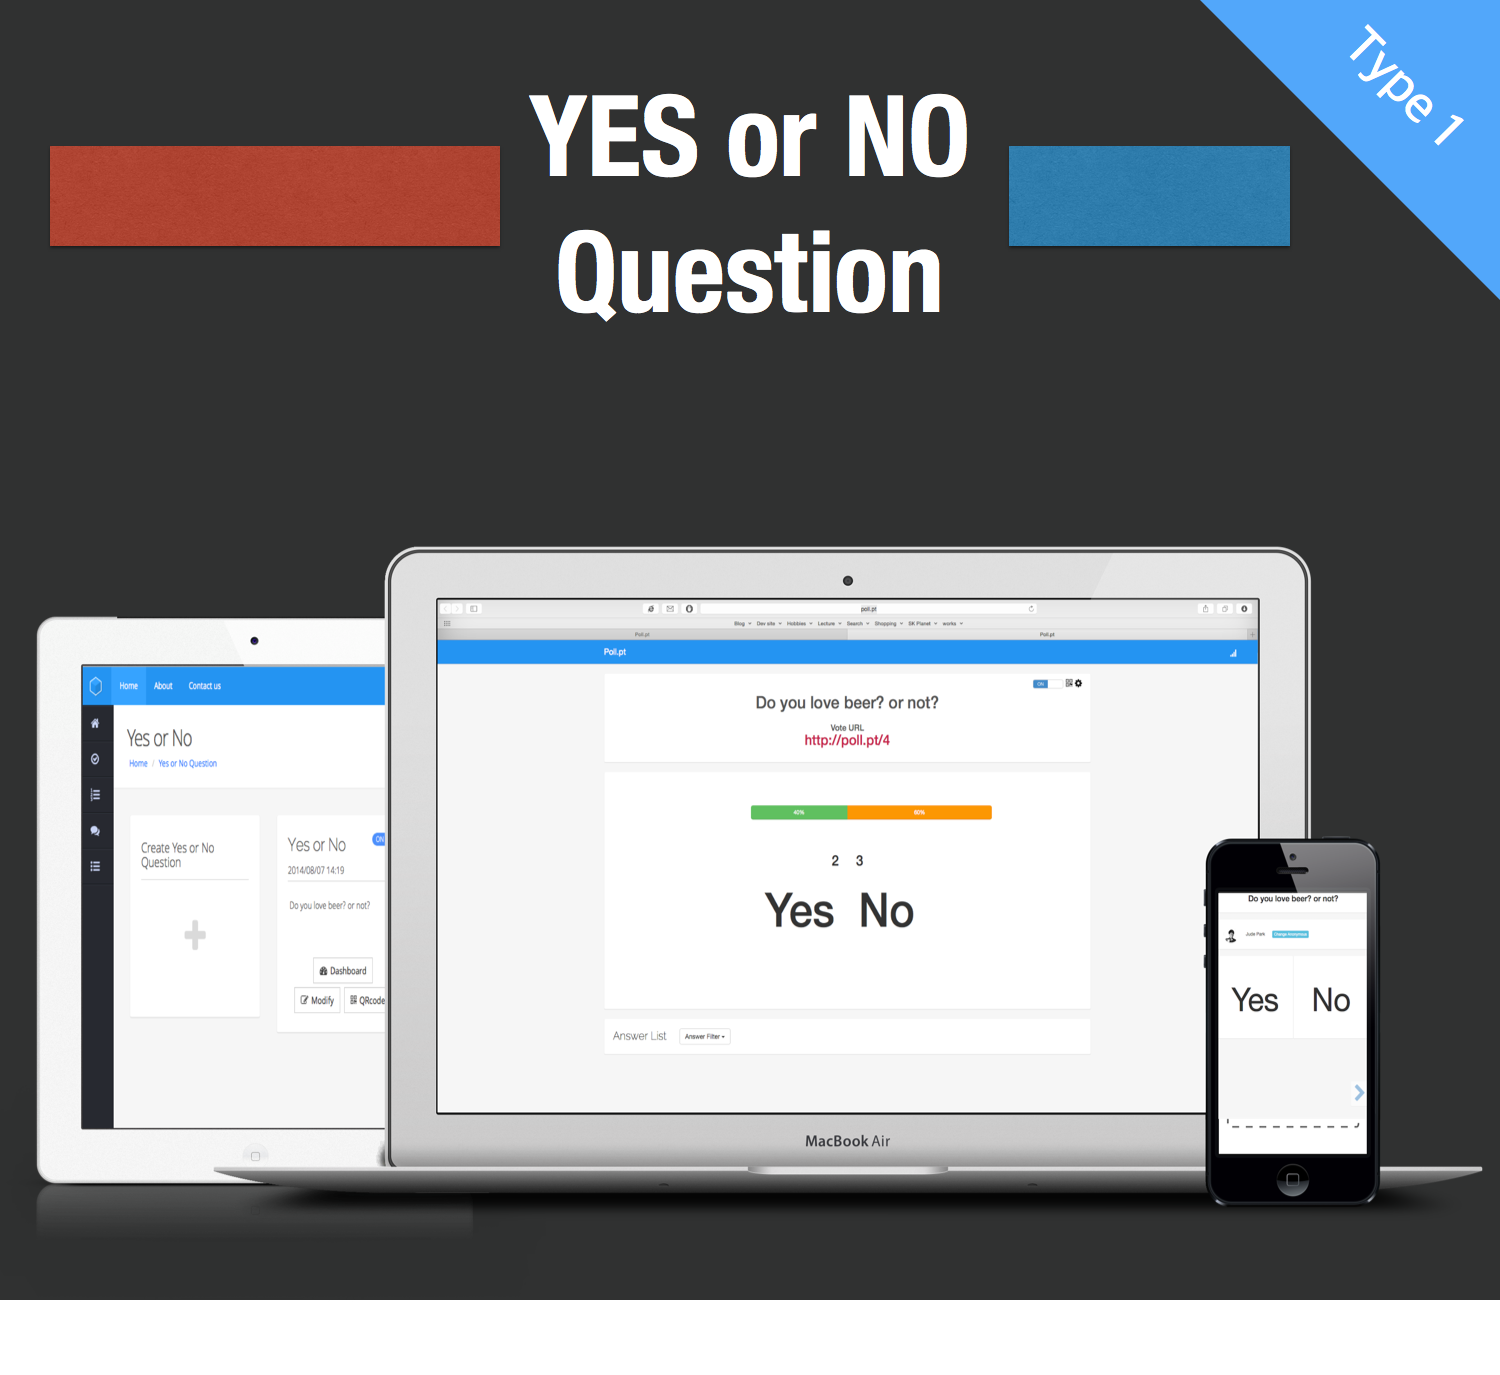 Type 1
YES or NO
Question
Home About Contact us
Yes or No
Home / Yes or No Question
Create Yes or No
Question
Yes or No ON
2014/08/07 14:19
Do you love beer? or not?
Dashboard
Modify QRcode
poll.pt
Blog Dev site Hobbies Lecture Search Shopping SK Planet works
Poll.pt Poll.pt
Poll.pt
ON
Do you love beer? or not?
Vote URL
http://poll.pt/4
40% 60%
2 3
Yes No
Answer List Answer Filter
MacBook Air
Do you love beer? or not?
Jude Park Change Anonymous
Yes No